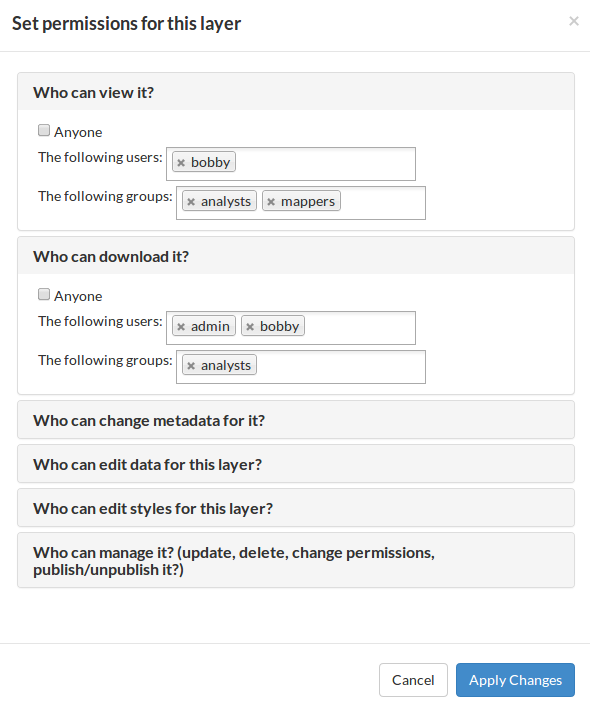 Set permissions for this layer ×
Who can view it?
Anyone
The following users: × bobby
The following groups: × analysts × mappers
Who can download it?
Anyone
The following users: × admin × bobby
The following groups: × analysts
Who can change metadata for it?
Who can edit data for this layer?
Who can edit styles for this layer?
Who can manage it? (update, delete, change permissions,
publish/unpublish it?)
Cancel Apply Changes